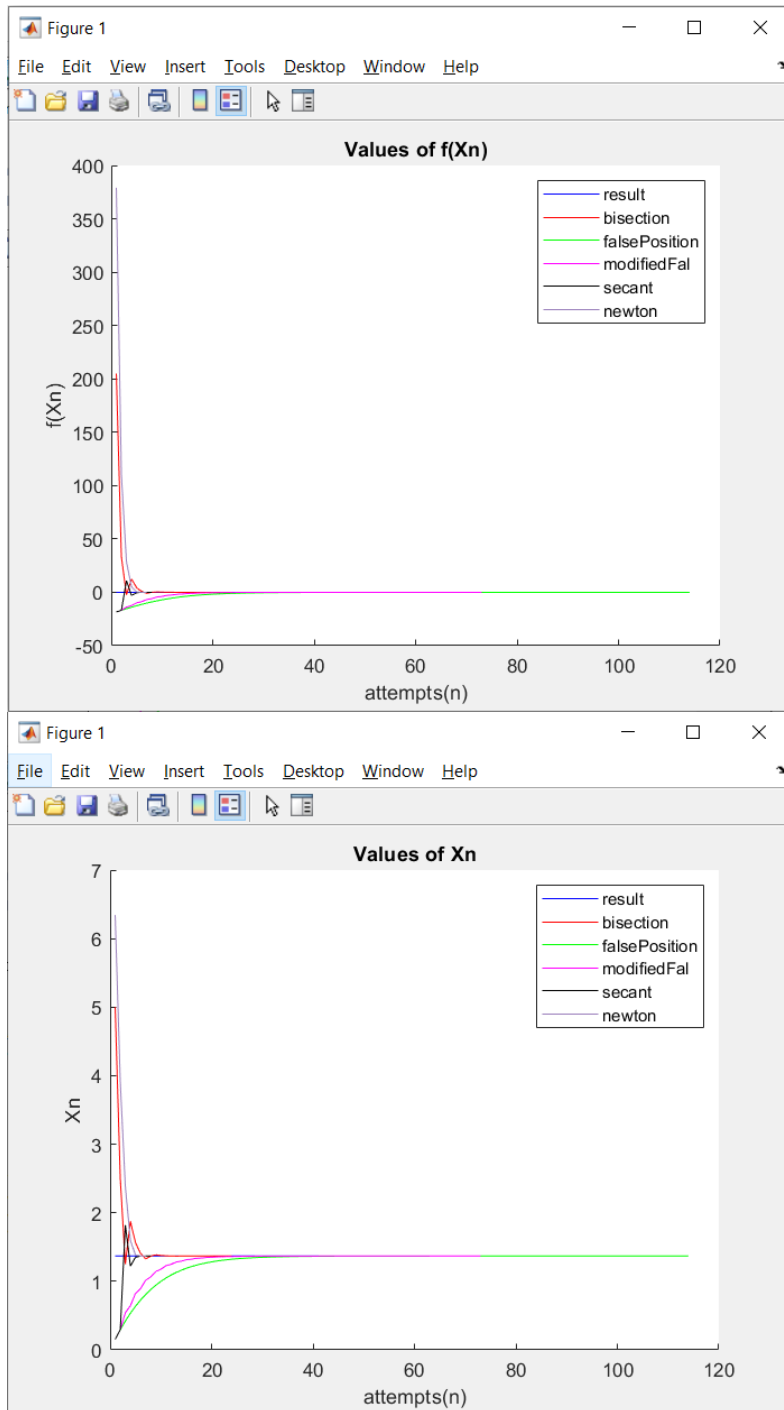 Figure 1
File Edit View Insert Tools Desktop Window Help
Values of f(Xn)
400
350
300
250
200
150
100
50
0
-50
f(Xn)
0 20 40 60 80 100 120
attempts(n)
result
bisection
falsePosition
modifiedFal
secant
newton
Figure 1
File Edit View Insert Tools Desktop Window Help
Values of Xn
7
6
5
4
3
2
1
0
Xn
0 20 40 60 80 100 120
attempts(n)
result
bisection
falsePosition
modifiedFal
secant
newton